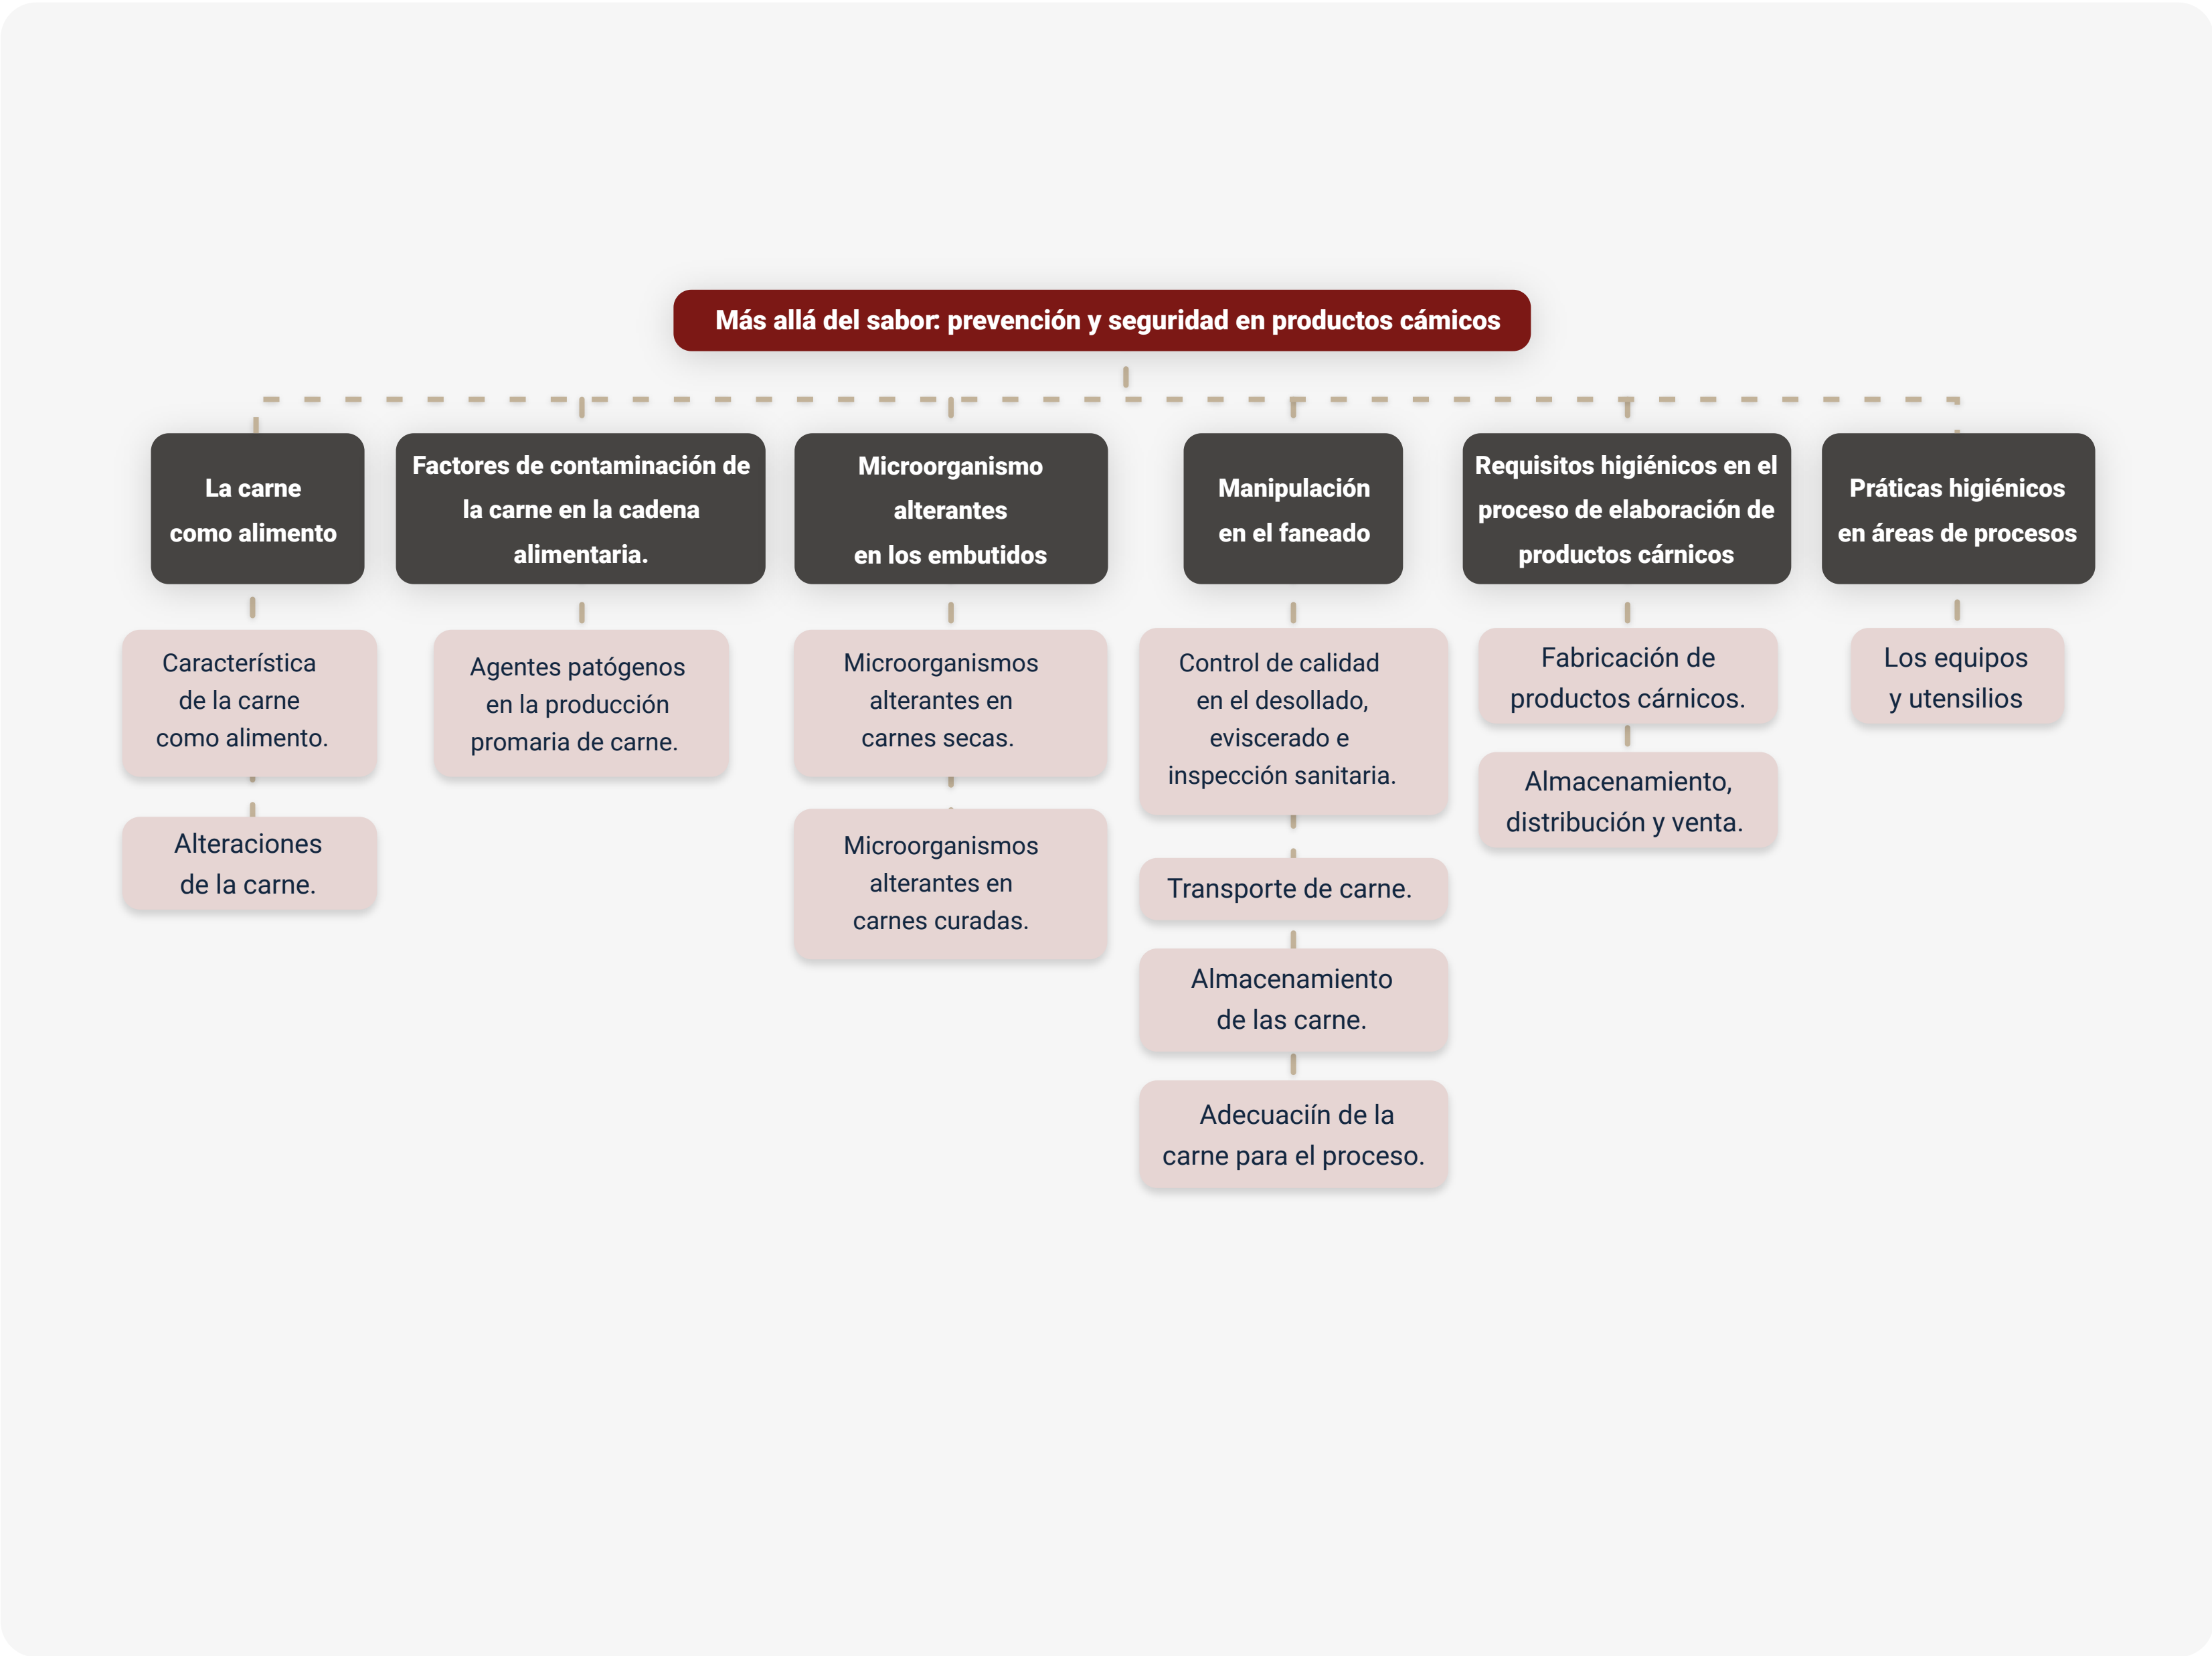 Más allá del sabor: prevención y seguridad en productos cámicos
La carne
como alimento
Factores de contaminación de
la carne en la cadena
alimentaria.
Microorganismo
alterantes
en los embutidos
Manipulación
en el faneado
Requisitos higiénicos en el
proceso de elaboración de
productos cárnicos
Práticas higiénicos
en áreas de procesos
Característica
de la carne
como alimento.
Alteraciones
de la carne.
Agentes patógenos
en la producción
promaria de carne.
Microorganismos
alterantes en
carnes secas.
Microorganismos
alterantes en
carnes curadas.
Control de calidad
en el desollado,
eviscerado e
inspección sanitaria.
Transporte de carne.
Almacenamiento
de las carne.
Adecuaciín de la
carne para el proceso.
Fabricación de
productos cárnicos.
Almacenamiento,
distribución y venta.
Los equipos
y utensilios